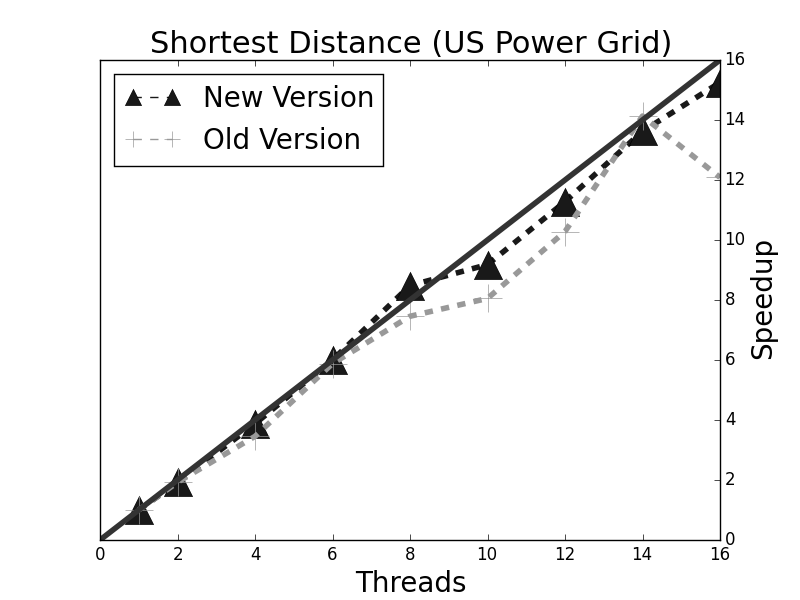 Shortest Distance (US Power Grid)
New Version
Old Version
16
14
12
10
8
6
4
2
0
Speedup
0 2 4 6 8 10 12 14 16
Threads